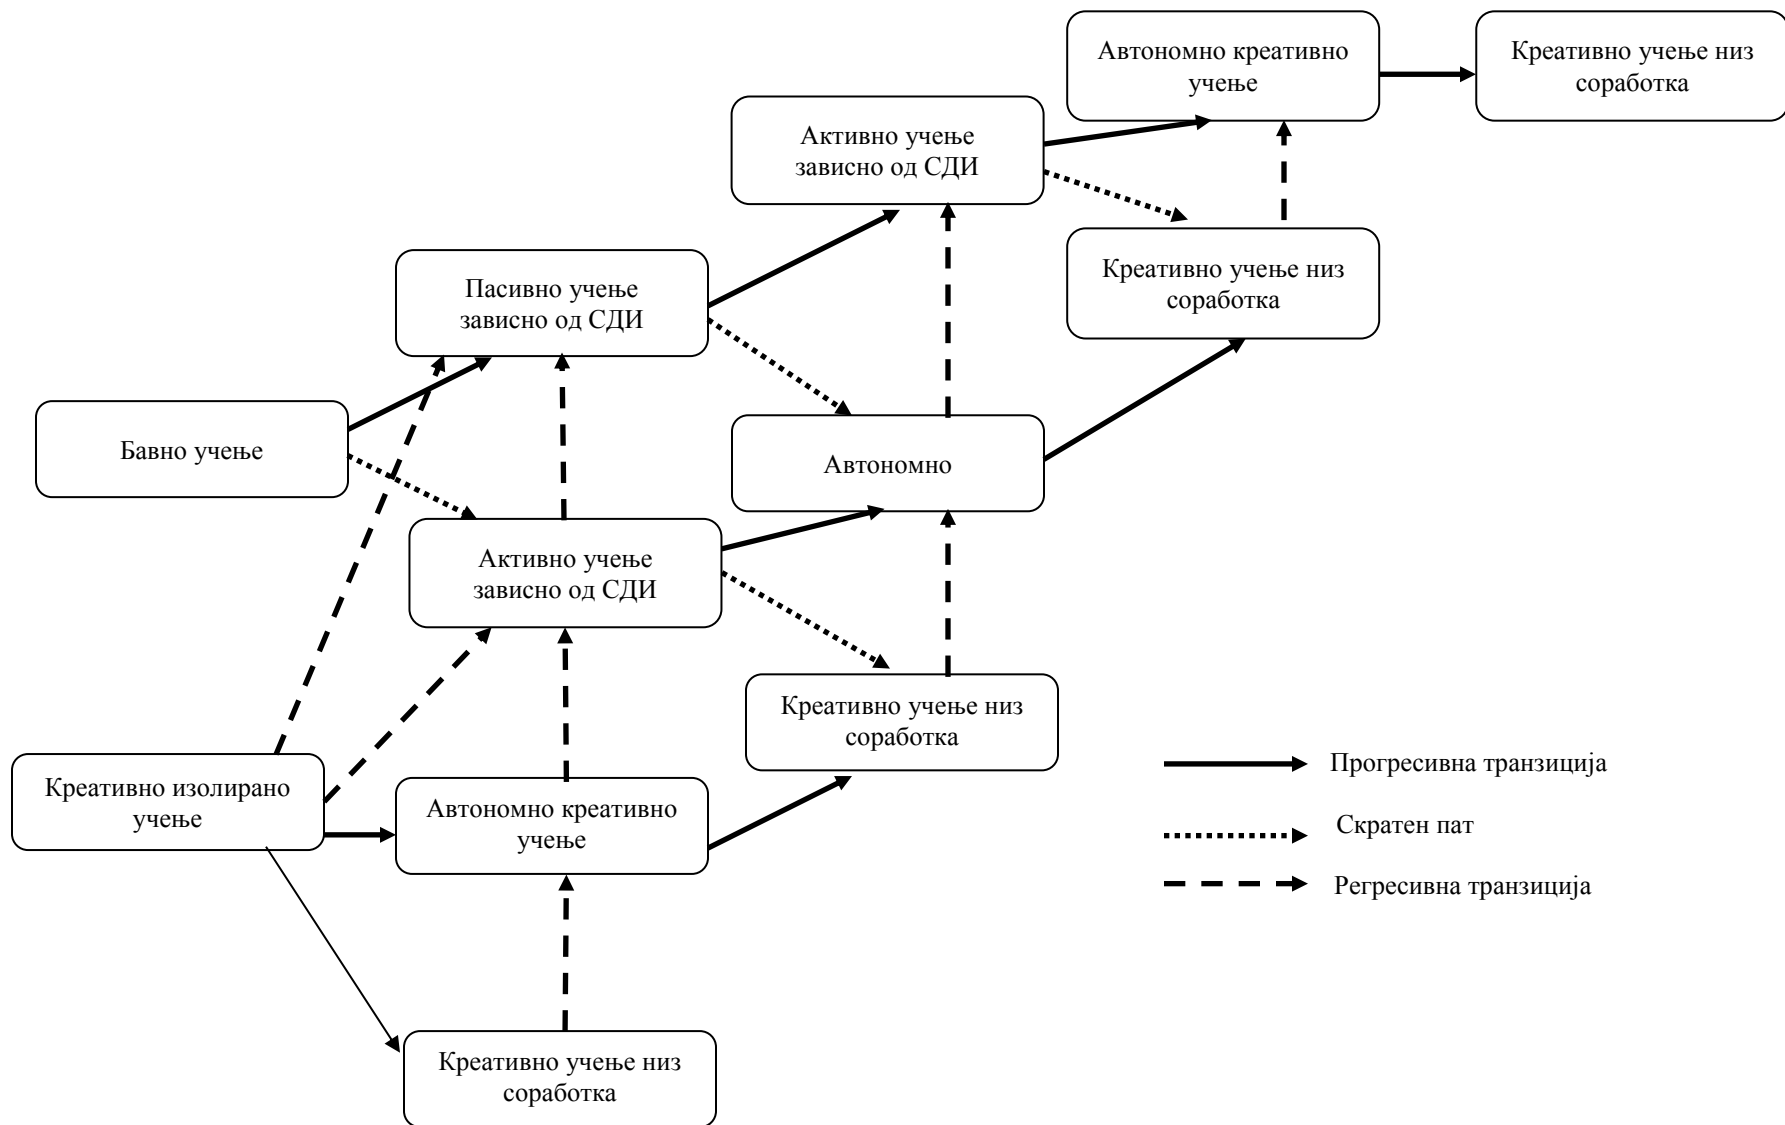 Автономно креативно
учење
Креативно учење низ
соработка
Активно учење
зависно од СДИ
Пасивно учење
зависно од СДИ
Креативно учење низ
соработка
Бавно учење
Автономно
Активно учење
зависно од СДИ
Креативно учење низ
соработка
Креативно изолирано
учење
Автономно креативно
учење
Креативно учење низ
соработка
Прогресивна транзиција
Скратен пат
Регресивна транзиција